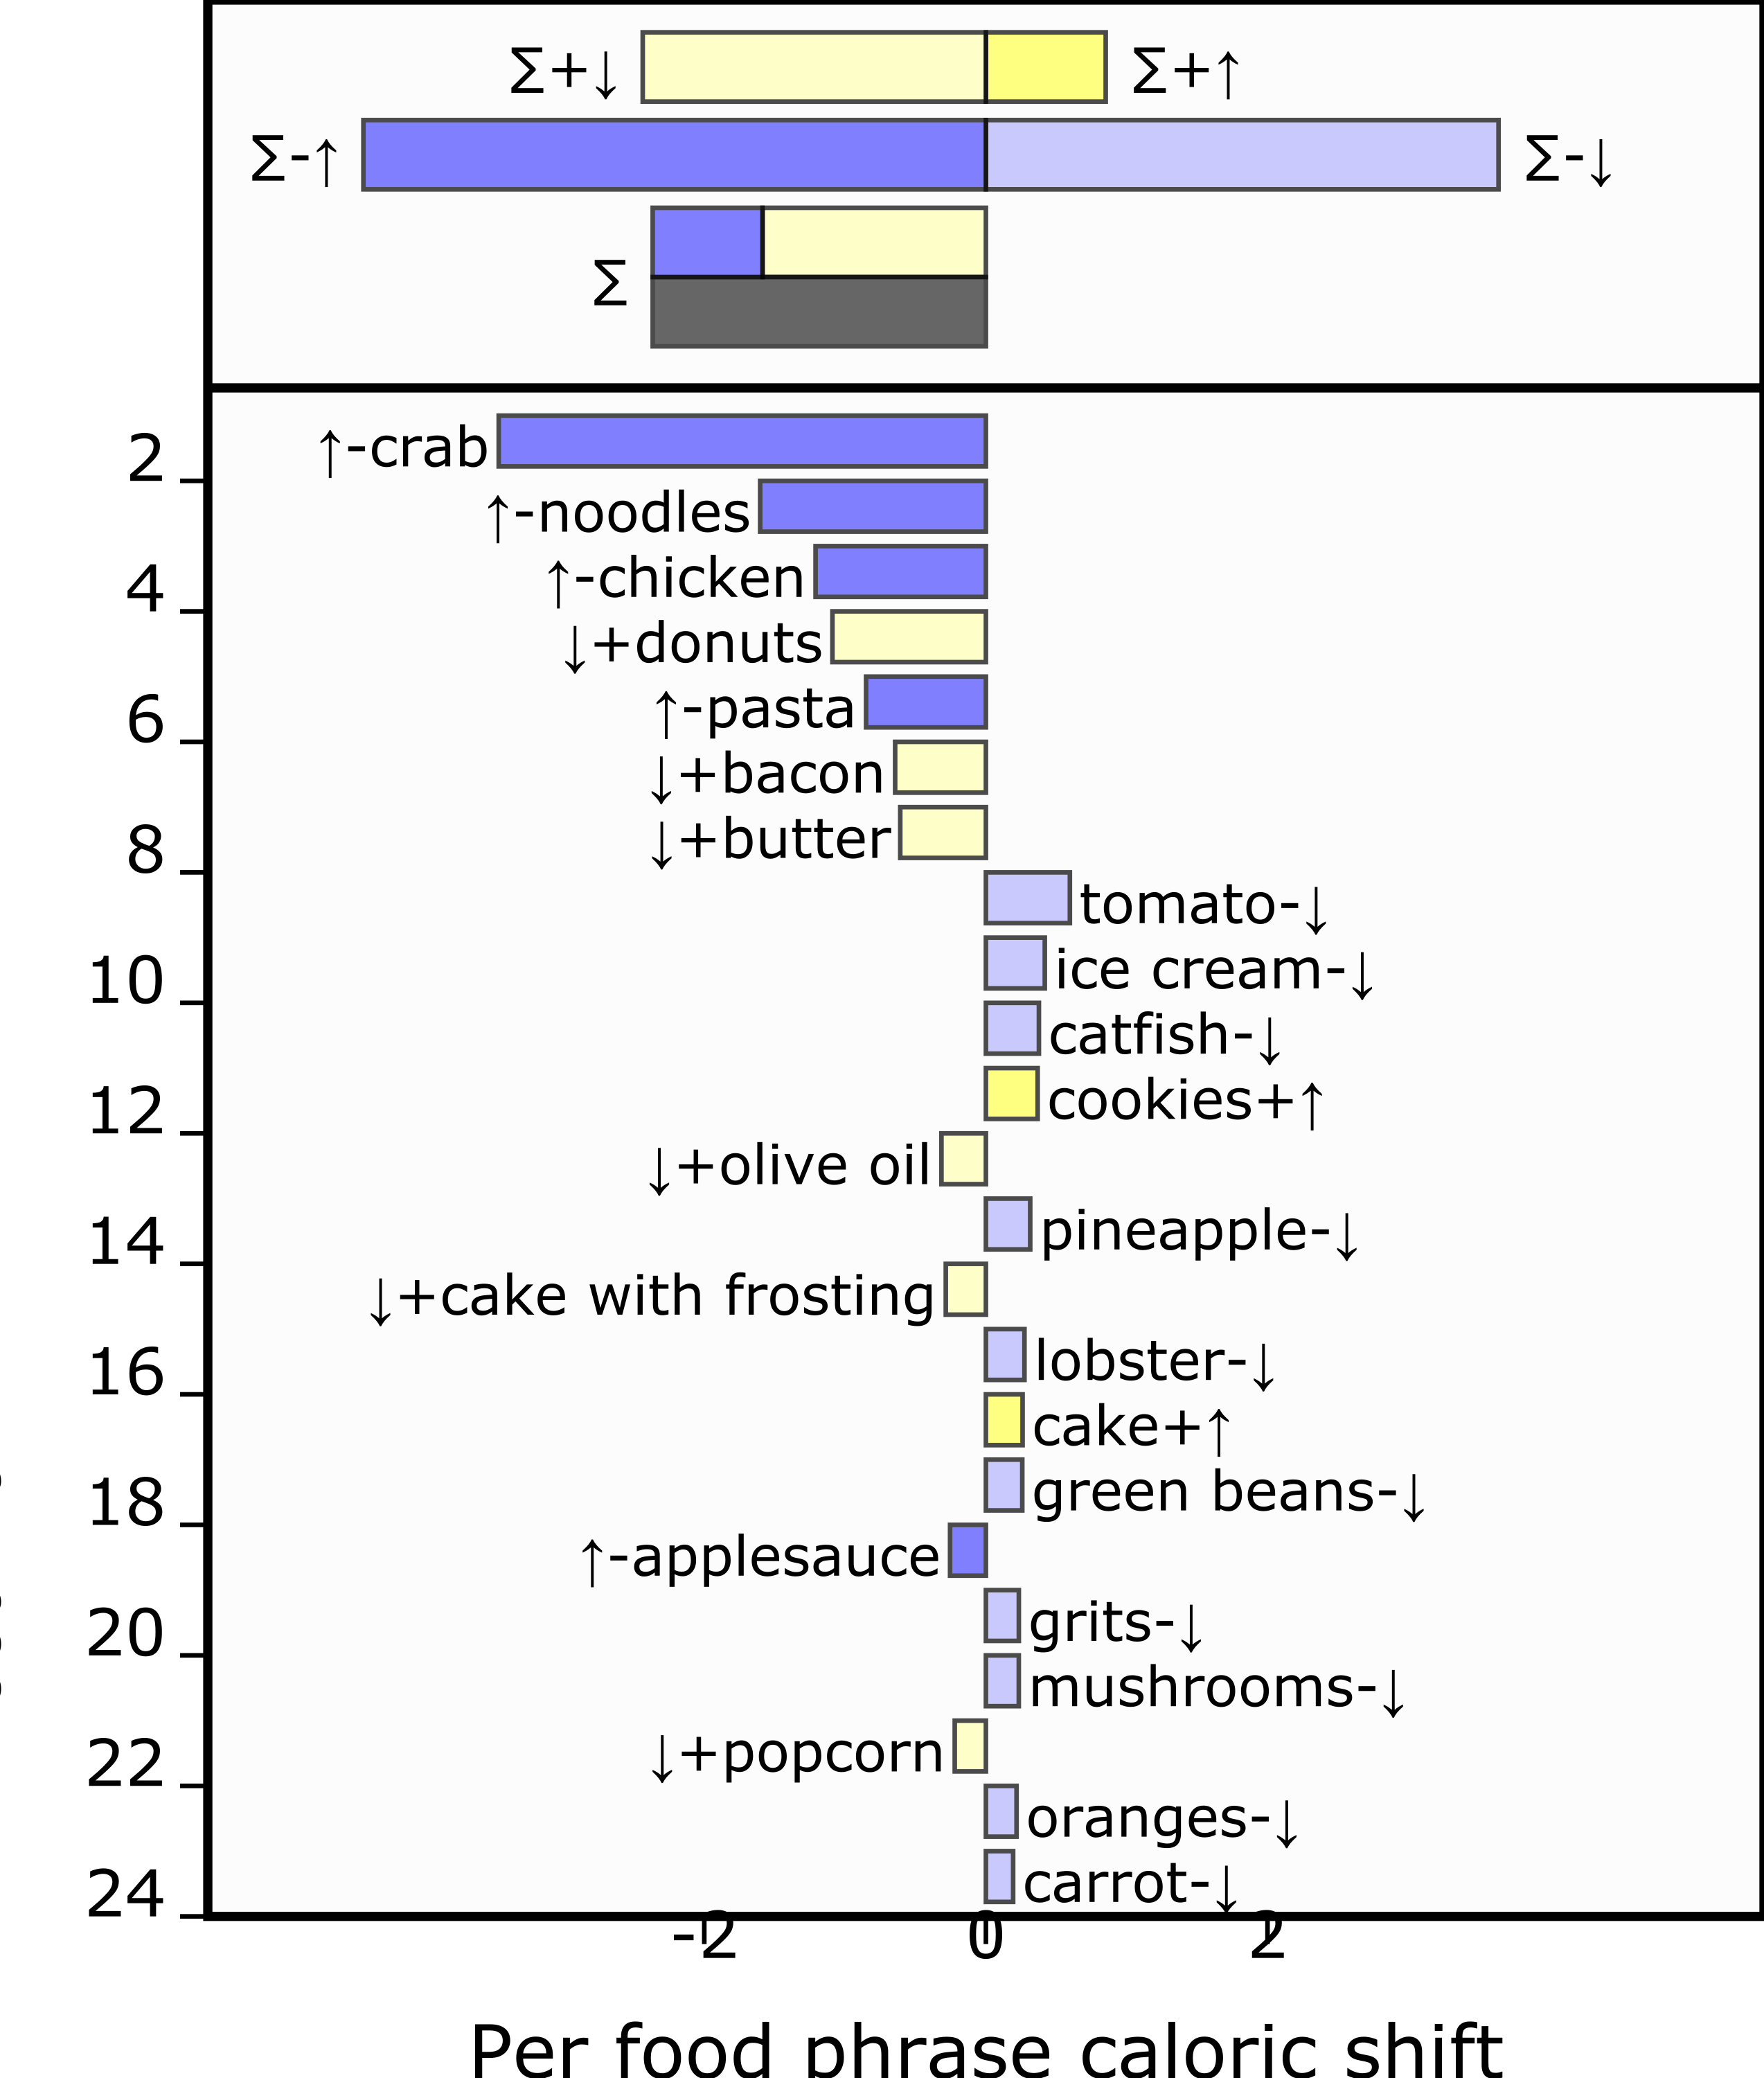 ∑+↓ ∑+↑
∑-↑ ∑-↓
∑
2 ↑-crab
↑-noodles
4 ↑-chicken
↓+donuts
6 ↑-pasta
↓+bacon
8 ↓+butter
tomato-↓
10 ice cream-↓
catfish-↓
12 cookies+↑
↓+olive oil
14 pineapple-↓
↓+cake with frosting
16 lobster-↓
cake+↑
18 green beans-↓
↑-applesauce
20 grits-↓
mushrooms-↓
22 ↓+popcorn
oranges-↓
24 carrot-↓
-2 0 2
Per food phrase caloric shift